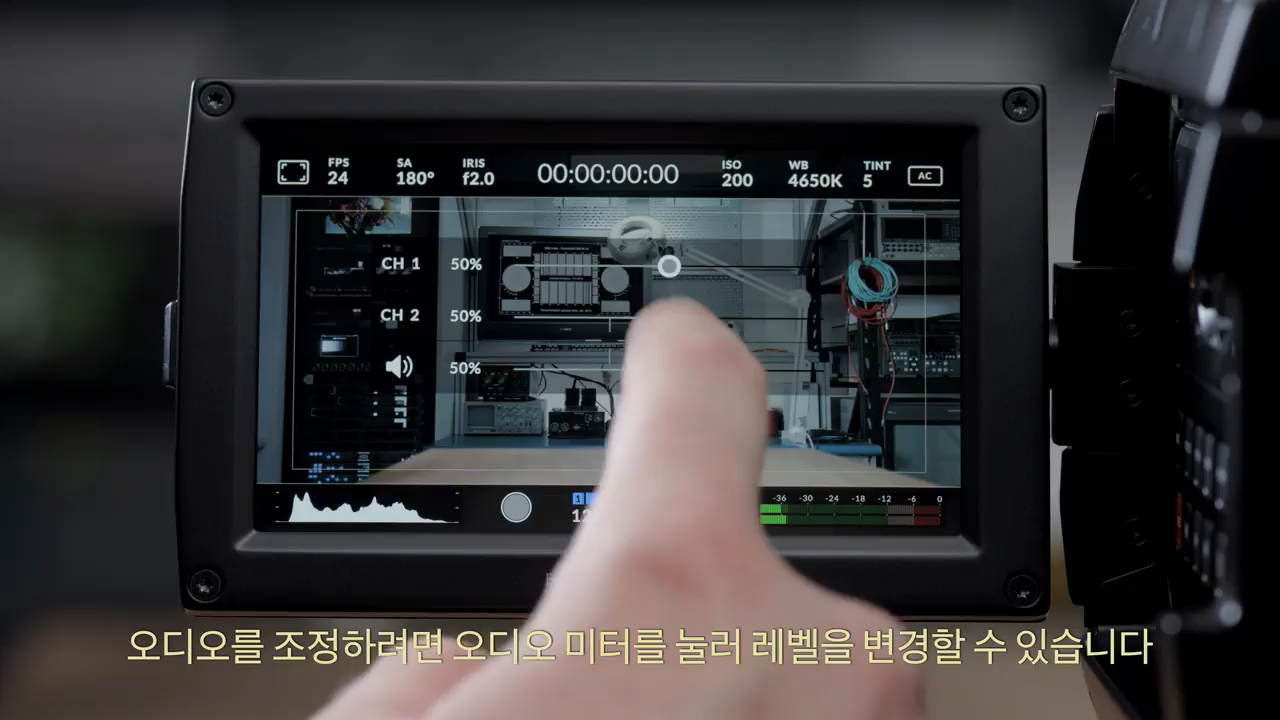 FPS 24 SA 180° IRIS f2.0 00:00:00:00 ISO 200 WB 4650K TINT 5 AC
CH 1 50%
CH 2 50%
50%
-36 -30 -24 -18 -12 -6 0
1
오디오를 조정하려면 오디오 미터를 눌러 레벨을 변경할 수 있습니다